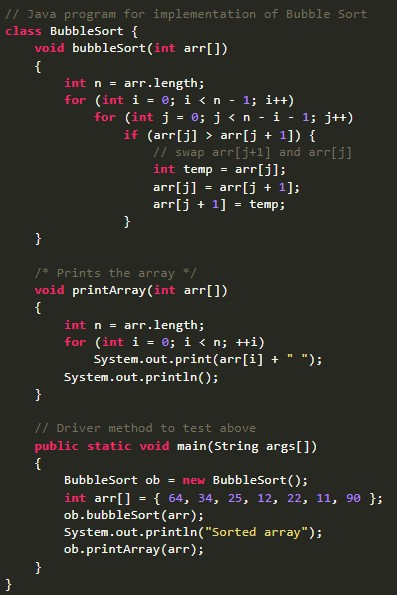 // Java program for implementation of Bubble Sort
class BubbleSort {
    void bubbleSort(int arr[])
    {
        int n = arr.length;
        for (int i = 0; i < n - 1; i++)
            for (int j = 0; j < n - i - 1; j++)
                if (arr[j] > arr[j + 1]) {
                    // swap arr[j+1] and arr[j]
                    int temp = arr[j];
                    arr[j] = arr[j + 1];
                    arr[j + 1] = temp;
                }
    }

    /* Prints the array */
    void printArray(int arr[])
    {
        int n = arr.length;
        for (int i = 0; i < n; ++i)
            System.out.print(arr[i] + " ");
        System.out.println();
    }

    // Driver method to test above
    public static void main(String args[])
    {
        BubbleSort ob = new BubbleSort();
        int arr[] = { 64, 34, 25, 12, 22, 11, 90 };
        ob.bubbleSort(arr);
        System.out.println("Sorted array");
        ob.printArray(arr);
    }
}